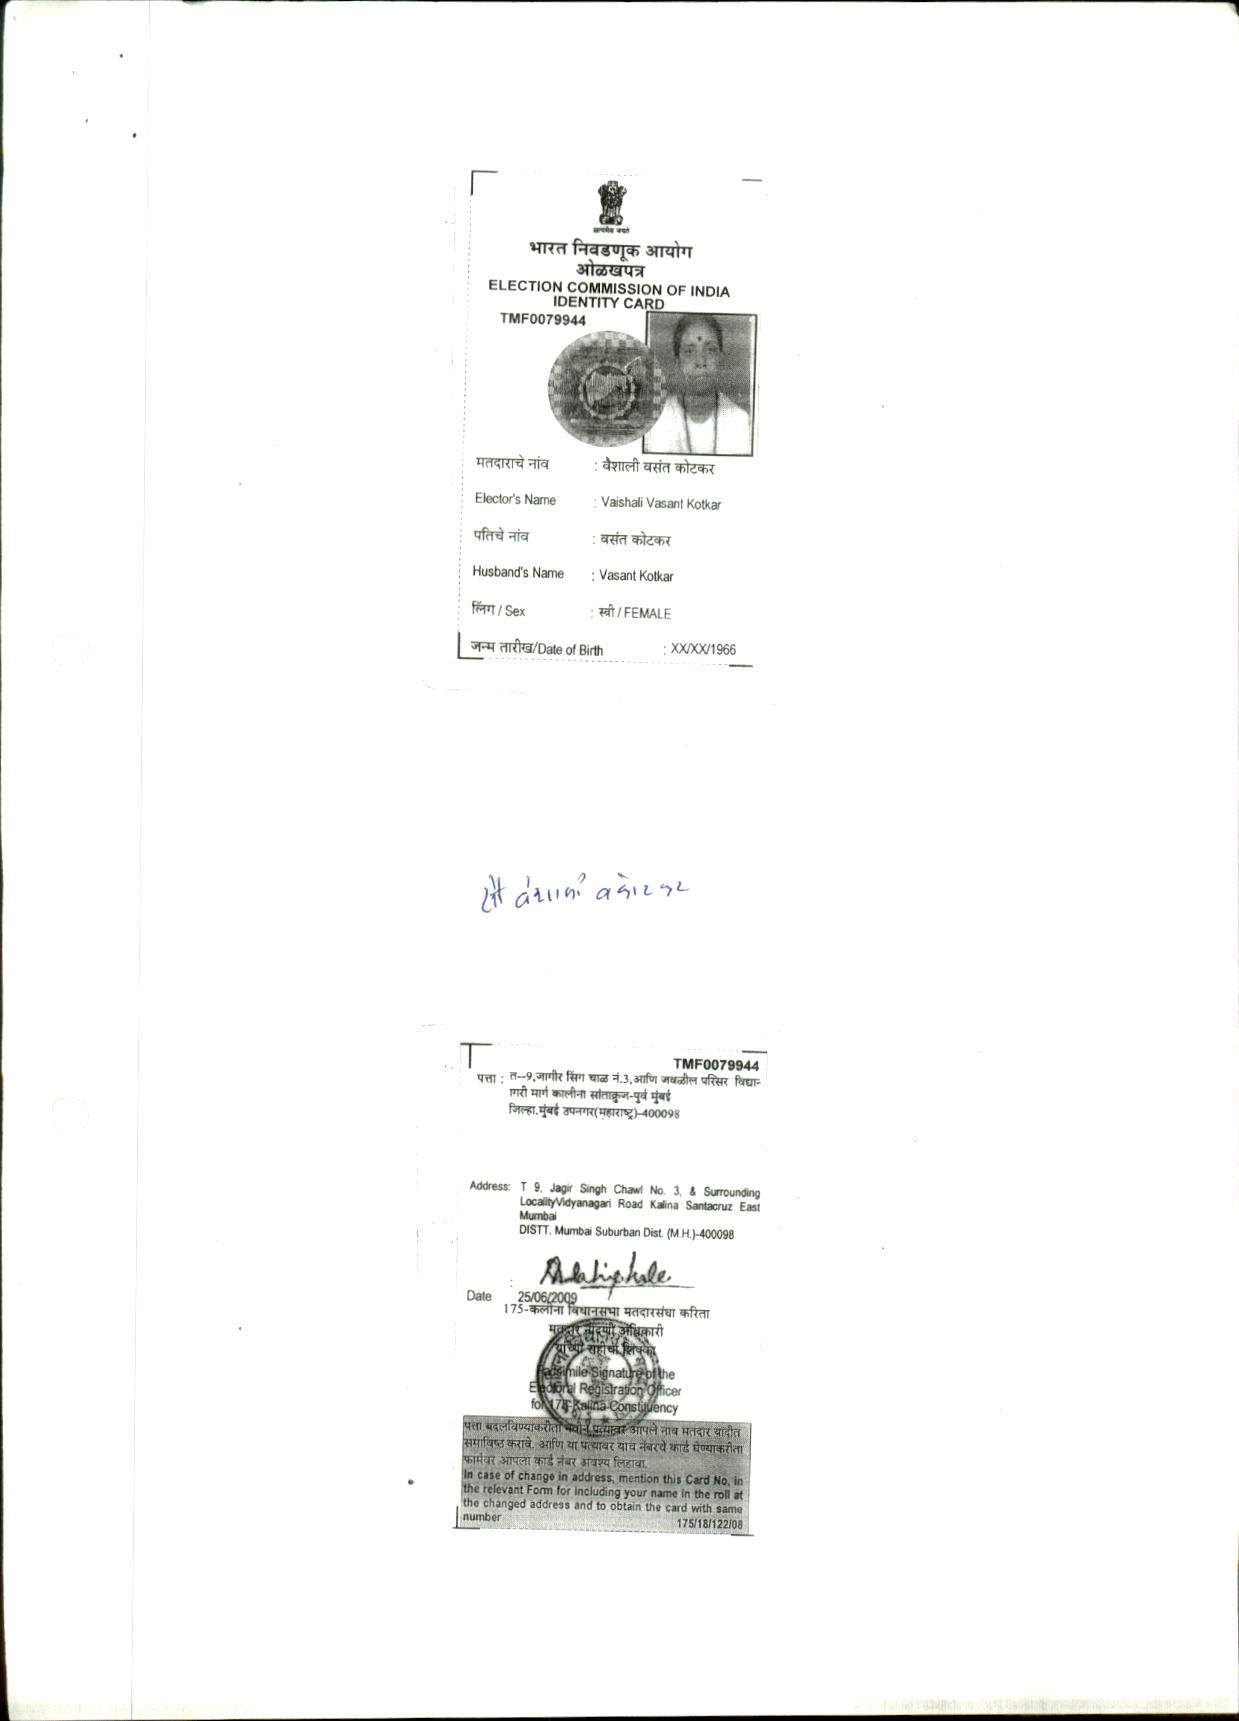 सत्यमेव जयते
भारत निवडणूक आयोग
ओळखपत्र
ELECTION COMMISSION OF INDIA
IDENTITY CARD
TMF0079944
मतदाराचे नांव : वैशाली वसंत कोटकर
Elector's Name : Vaishali Vasant Kotkar
पतिचे नांव : वसंत कोटकर
Husband's Name : Vasant Kotkar
लिंग / Sex : स्त्री / FEMALE
जन्म तारीख/Date of Birth : XX/XX/1966
सौ वैशाली व कोटकर
TMF0079944
पत्ता : त--9,जागीर सिंग चाळ नं.3,आणि जवळील परिसर विद्या-
गरी मार्ग कालीना सांताक्रुज-पुर्व मुंबई
जिल्हा.मुंबई उपनगर(महाराष्ट्र)-400098
Address: T 9, Jagir Singh Chawl No. 3, & Surrounding
LocalityVidyanagari Road Kalina Santacruz East
Mumbai
DISTT. Mumbai Suburban Dist. (M.H.)-400098
Date : 25/06/2009
175-कलीना विधानसभा मतदारसंघा करिता
मतदार नोंदणी अधिकारी
यांच्या सहीचा शिक्का
Facsimile Signature of the
Electoral Registration Officer
for 175-Kalina Constituency
पत्ता बदलविण्याकरीता नवीन पत्यावर आपले नाव मतदार यादीत
समाविष्ठ करावे. आणि या पत्यावर याच नंबरचे कार्ड घेण्याकरीता
फार्मवर आपला कार्ड नंबर अवश्य लिहावा.
In case of change in address, mention this Card No. in
the relevant Form for including your name in the roll at
the changed address and to obtain the card with same
number 175/18/122/08